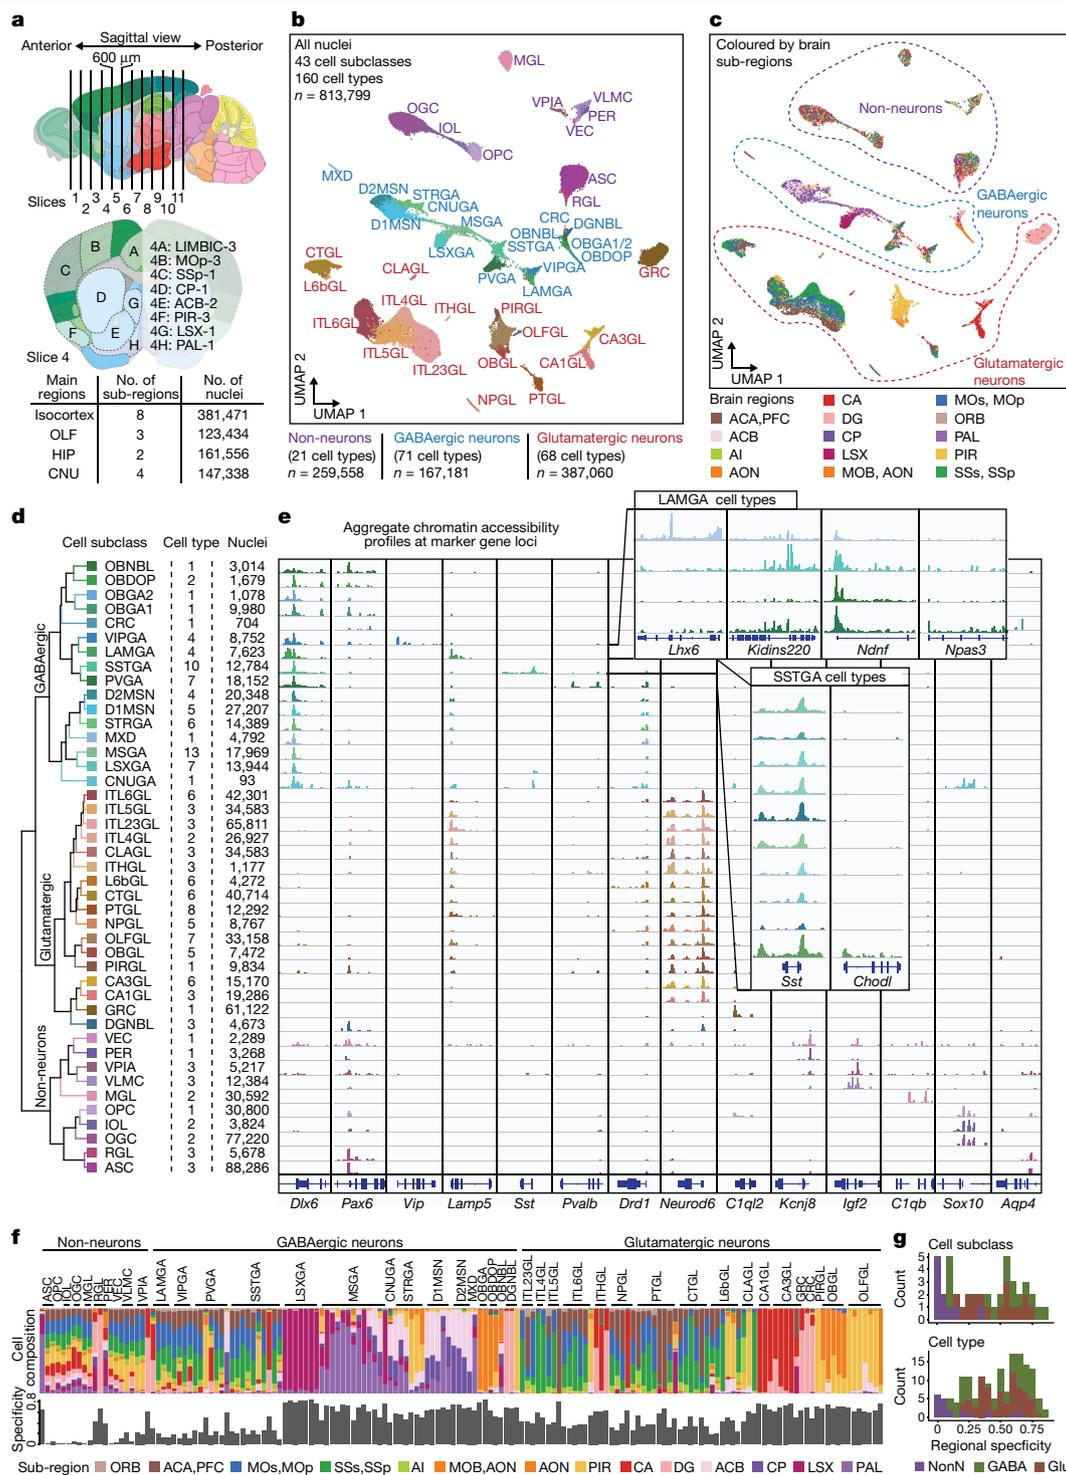 a
Sagittal view
Anterior
Posterior
600 µm
Slices
1 2 3 4 5 6 7 8 9 10 11
B
A
C
D
G
F
E
H
4A: LIMBIC-3
4B: MOp-3
4C: SSp-1
4D: CP-1
4E: ACB-2
4F: PIR-3
4G: LSX-1
4H: PAL-1
Slice 4
Main regions No. of sub-regions No. of nuclei
Isocortex 8 381,471
OLF 3 123,434
HIP 2 161,556
CNU 4 147,338
b
All nuclei
43 cell subclasses
160 cell types
n = 813,799
MGL
OGC
IOL
OPC
VPIA
VLMC
PER
VEC
MXD
D2MSN
STRGA
CNUGA
D1MSN
MSGA
LSXGA
ASC
RGL
CRC
DGNBL
OBNBL
SSTGA
OBGA1/2
OBDOP
PVGA
VIPGA
LAMGA
GRC
CTGL
L6bGL
CLAGL
ITL4GL
ITL6GL
ITL5GL
ITL23GL
ITHGL
PIRGL
OLFGL
OBGL
CA3GL
CA1GL
NPGL
PTGL
UMAP 2
UMAP 1
Non-neurons
(21 cell types)
n = 259,558
GABAergic neurons
(71 cell types)
n = 167,181
Glutamatergic neurons
(68 cell types)
n = 387,060
c
Coloured by brain
sub-regions
Non-neurons
GABAergic
neurons
Glutamatergic
neurons
UMAP 2
UMAP 1
Brain regions
ACA,PFC
ACB
AI
AON
CA
DG
CP
LSX
MOB, AON
MOs, MOp
ORB
PAL
PIR
SSs, SSp
d
Cell subclass Cell type Nuclei
GABAergic
Glutamatergic
Non-neurons
OBNBL 1 3,014
OBDOP 2 1,679
OBGA2 1 1,078
OBGA1 1 9,980
CRC 1 704
VIPGA 4 8,752
LAMGA 4 7,623
SSTGA 10 12,784
PVGA 7 18,152
D2MSN 4 20,348
D1MSN 5 27,207
STRGA 6 14,389
MXD 1 4,792
MSGA 13 17,969
LSXGA 7 13,944
CNUGA 1 93
ITL6GL 6 42,301
ITL5GL 3 34,583
ITL23GL 3 65,811
ITL4GL 2 26,927
CLAGL 3 34,583
ITHGL 3 1,177
L6bGL 6 4,272
CTGL 6 40,714
PTGL 8 12,292
NPGL 5 8,767
OLFGL 7 33,158
OBGL 5 7,472
PIRGL 1 9,834
CA3GL 6 15,170
CA1GL 3 19,286
GRC 1 61,122
DGNBL 3 4,673
VEC 1 2,289
PER 1 3,268
VPIA 3 5,217
VLMC 3 12,384
MGL 2 30,592
OPC 1 30,800
IOL 2 3,824
OGC 2 77,220
RGL 3 5,678
ASC 3 88,286
e
Aggregate chromatin accessibility
profiles at marker gene loci
LAMGA cell types
Lhx6 Kidins220 Ndnf Npas3
SSTGA cell types
Sst Chodl
Dlx6 Pax6 Vip Lamp5 Sst Pvalb Drd1 Neurod6 C1ql2 Kcnj8 Igf2 C1qb Sox10 Aqp4
f
Non-neurons GABAergic neurons Glutamatergic neurons
ASC OPC IOL OGC MGL RGL PER VEC VLMC VPIA LAMGA VIPGA PVGA SSTGA LSXGA MSGA CNUGA STRGA D1MSN D2MSN MXD OBGA OBDOP OBNBL DGNBL ITL23GL ITL4GL ITL5GL ITL6GL ITHGL NPGL PTGL CTGL L6bGL CLAGL CA1GL CA3GL GRC CRC PIRGL OBGL OLFGL
Cell composition
Specificity
0.8
0
Sub-region ORB ACA,PFC MOs,MOp SSs,SSp AI MOB,AON AON PIR CA DG ACB CP LSX PAL
g
Cell subclass
Count
5
4
3
2
1
0
Cell type
Count
15
10
5
0
0 0.25 0.50 0.75
Regional specificity
NonN GABA Glu